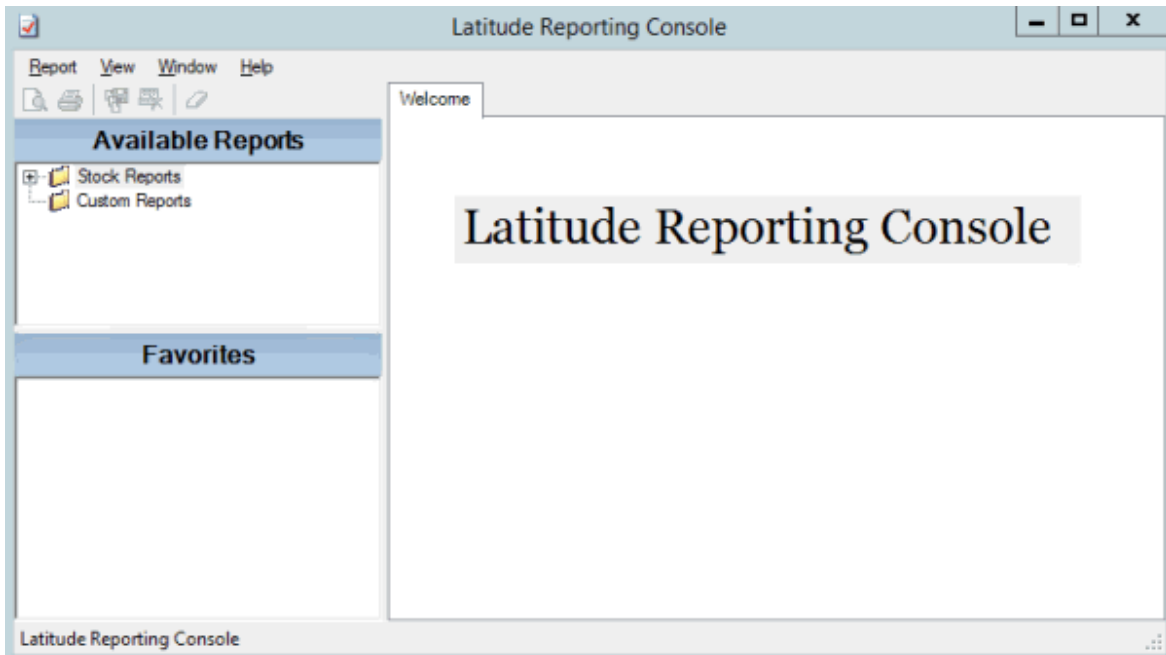 Latitude Reporting Console
Report View Window Help
Welcome
Available Reports
Stock Reports
Custom Reports
Latitude Reporting Console
Favorites
Latitude Reporting Console